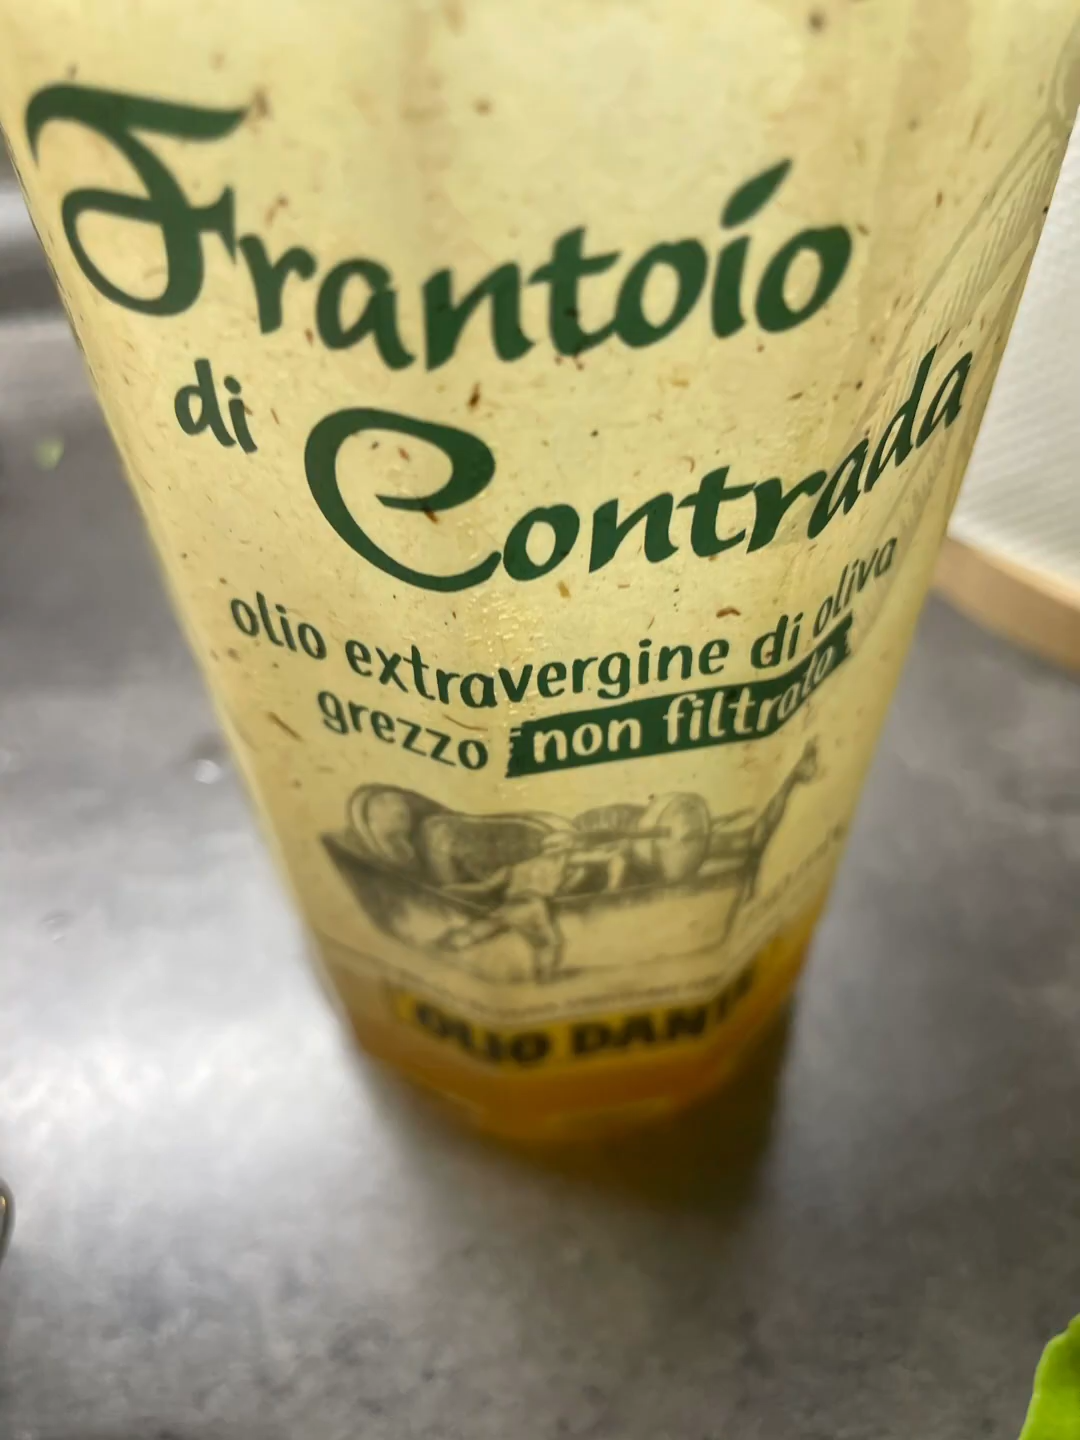 Frantoio
di Contrada
olio extravergine di oliva
grezzo non filtrato
OLIO DANTE